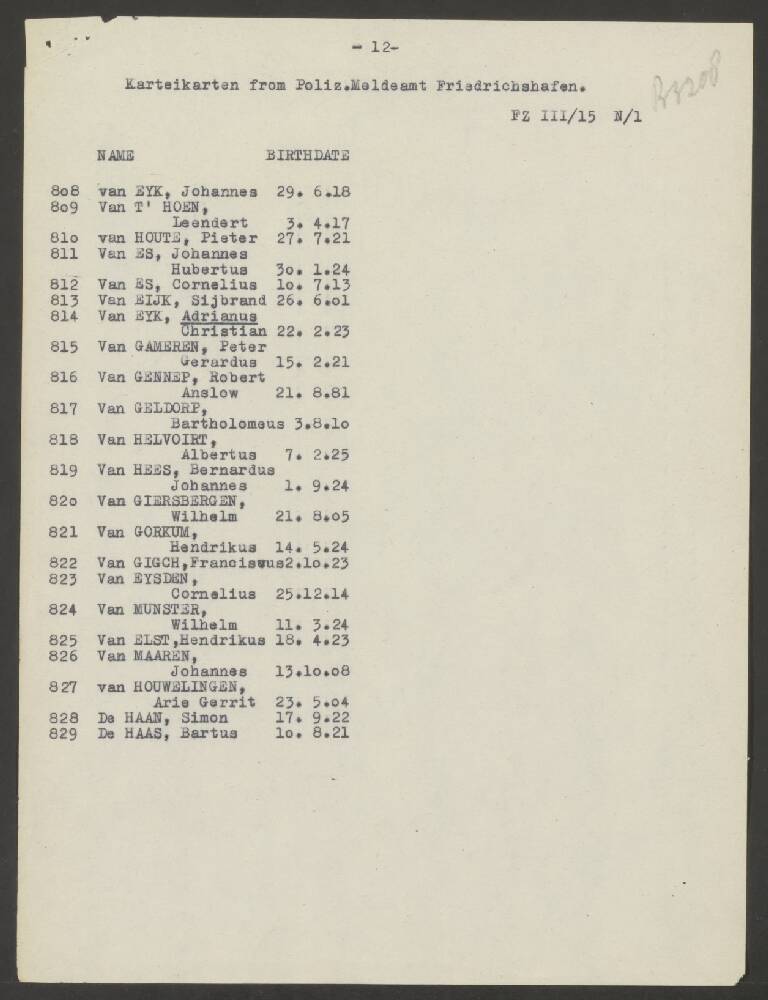 - 12-
Karteikarten from Poliz.Meldeamt Friedrichshafen.
FZ III/15 N/1
NAME BIRTHDATE
8o8 van EYK, Johannes 29. 6.18
8o9 Van T' HOEN,
Leendert 3. 4.17
81o van HOUTE, Pieter 27. 7.21
811 Van ES, Johannes
Hubertus 3o. 1.24
812 Van ES, Cornelius 1o. 7.13
813 Van EIJK, Sijbrand 26. 6.o1
814 Van EYK, Adrianus
Christian 22. 2.23
815 Van GAMEREN, Peter
Gerardus 15. 2.21
816 Van GENNEP, Robert
Anslow 21. 8.81
817 Van GELDORP,
Bartholomeus 3.8.1o
818 Van HELVOIRT,
Albertus 7. 2.25
819 Van HEES, Bernardus
Johannes 1. 9.24
82o Van GIERSBERGEN,
Wilhelm 21. 8.o5
821 Van GORKUM,
Hendrikus 14. 5.24
822 Van GIGCH,Franciskus2.1o.23
823 Van EYSDEN,
Cornelius 25.12.14
824 Van MUNSTER,
Wilhelm 11. 3.24
825 Van ELST,Hendrikus 18. 4.23
826 Van MAAREN,
Johannes 13.1o.o8
827 van HOUWELINGEN,
Arie Gerrit 23. 5.o4
828 De HAAN, Simon 17. 9.22
829 De HAAS, Bartus 1o. 8.21